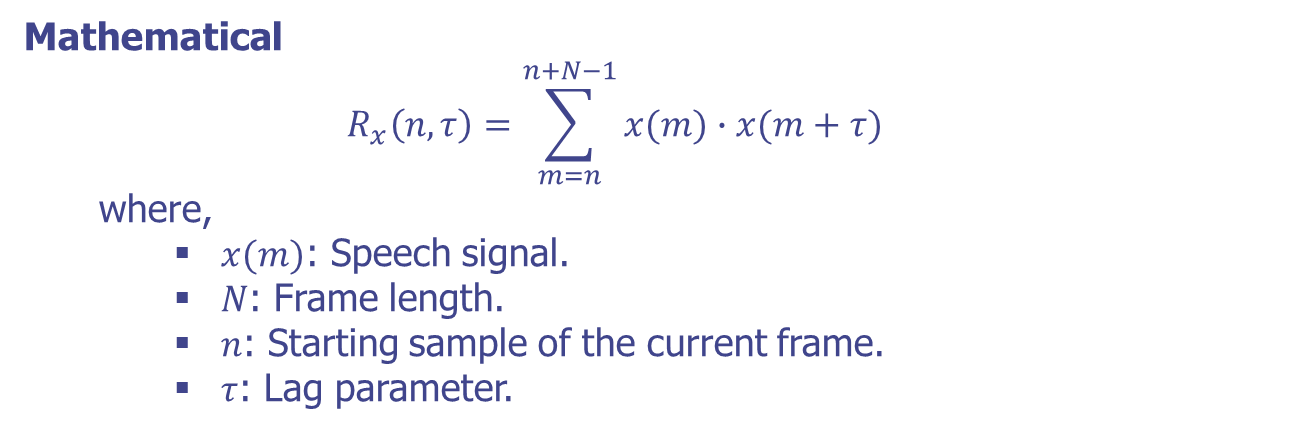 Mathematical
n+N−1
R_x(n, τ) = ∑ x(m) · x(m + τ)
m=n
where,
▪ x(m): Speech signal.
▪ N: Frame length.
▪ n: Starting sample of the current frame.
▪ τ: Lag parameter.